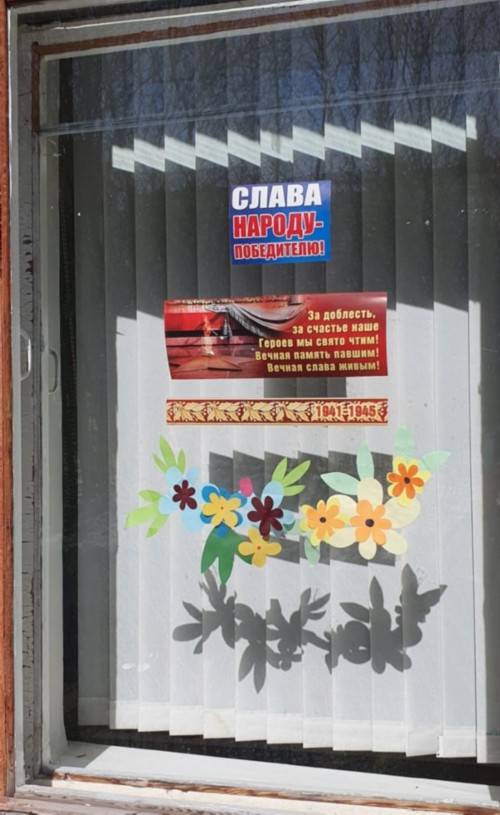 СЛАВА
НАРОДУ-
ПОБЕДИТЕЛЮ!
За доблесть,
за счастье наше
Героев мы свято чтим!
Вечная память павшим!
Вечная слава живым!
1941-1945